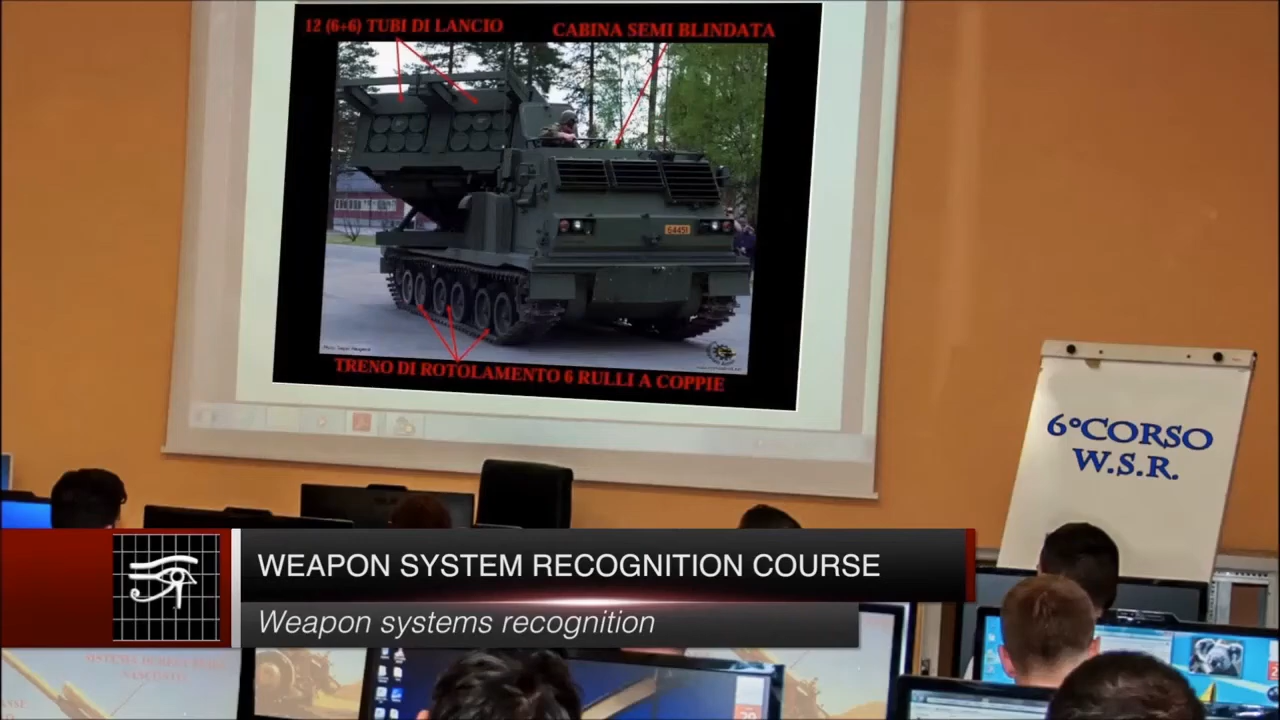 12 (6+6) TUBI DI LANCIO
CABINA SEMI BLINDATA
64451
TRENO DI ROTOLAMENTO 6 RULLI A COPPIE
6°CORSO
W.S.R.
WEAPON SYSTEM RECOGNITION COURSE
Weapon systems recognition